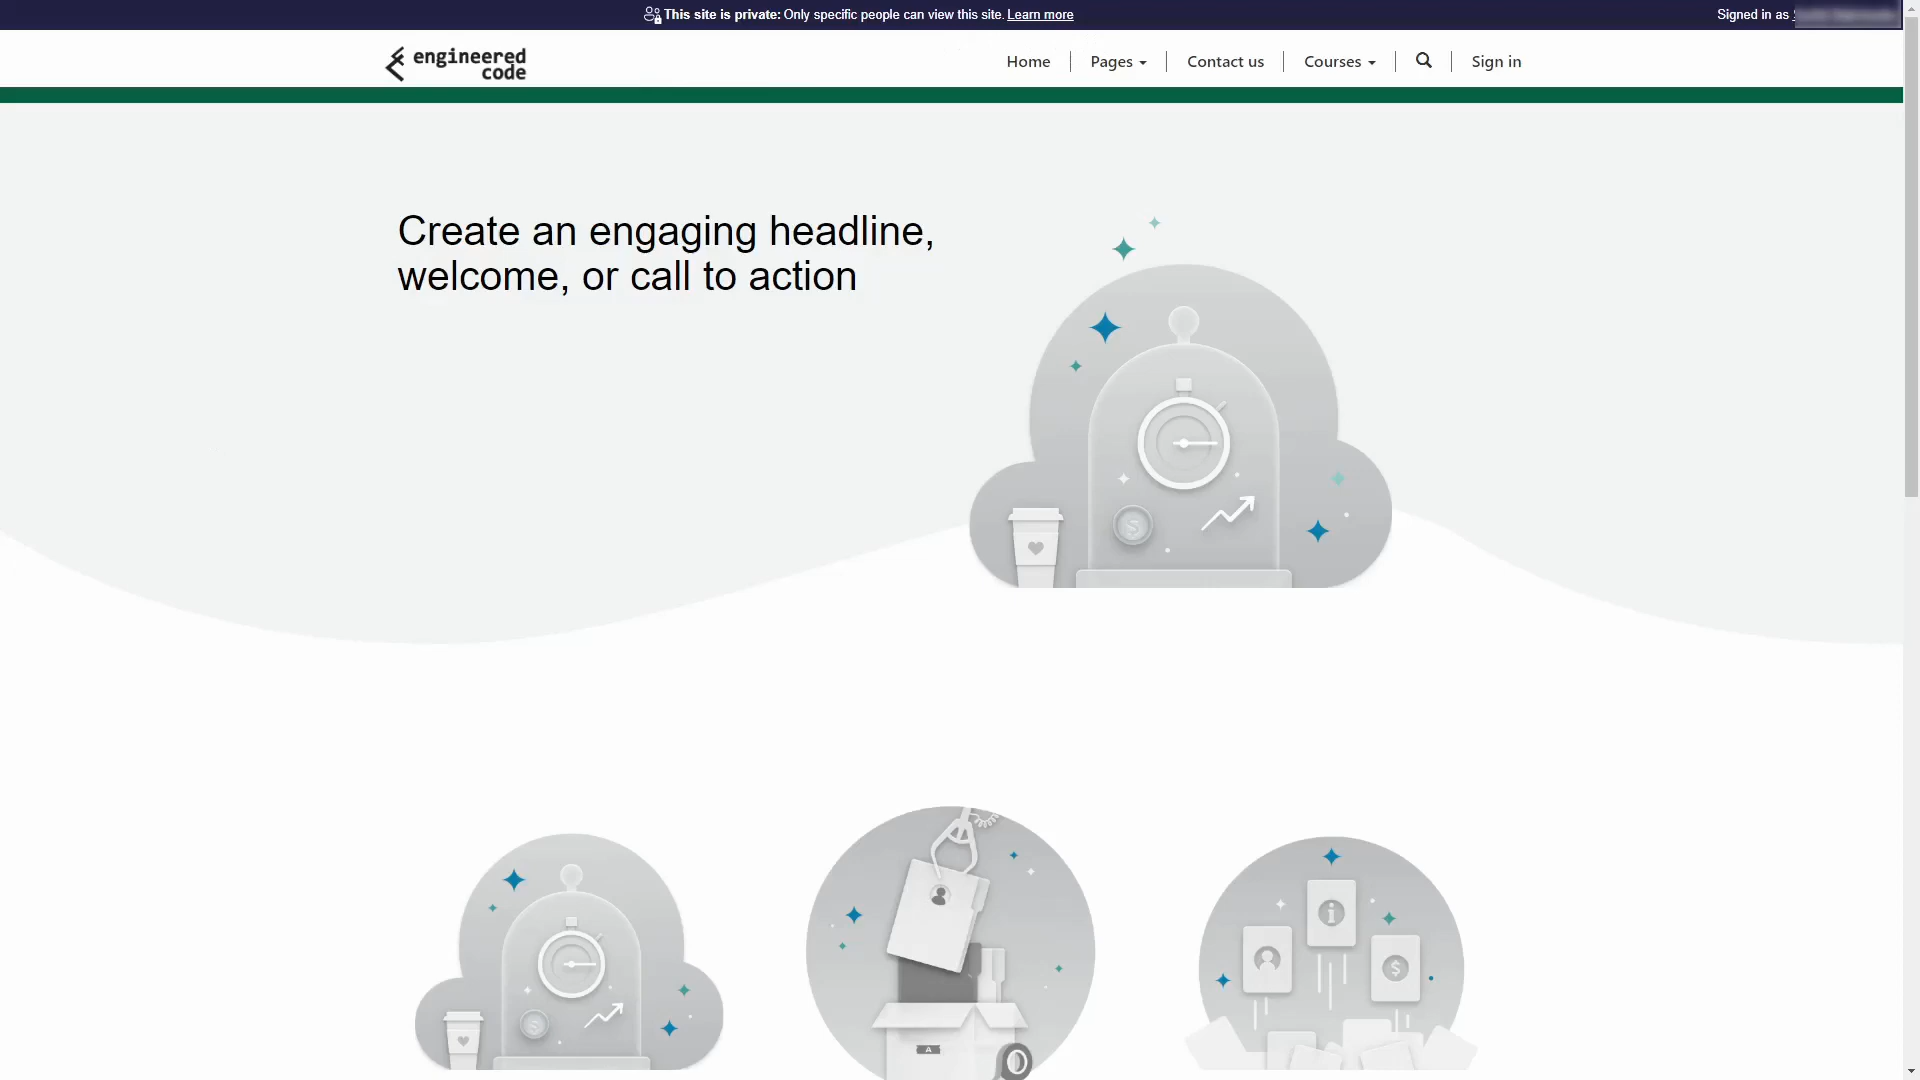 This site is private: Only specific people can view this site. Learn more
Signed in as
engineered
code
Home
Pages
Contact us
Courses
Sign in
Create an engaging headline,
welcome, or call to action
A